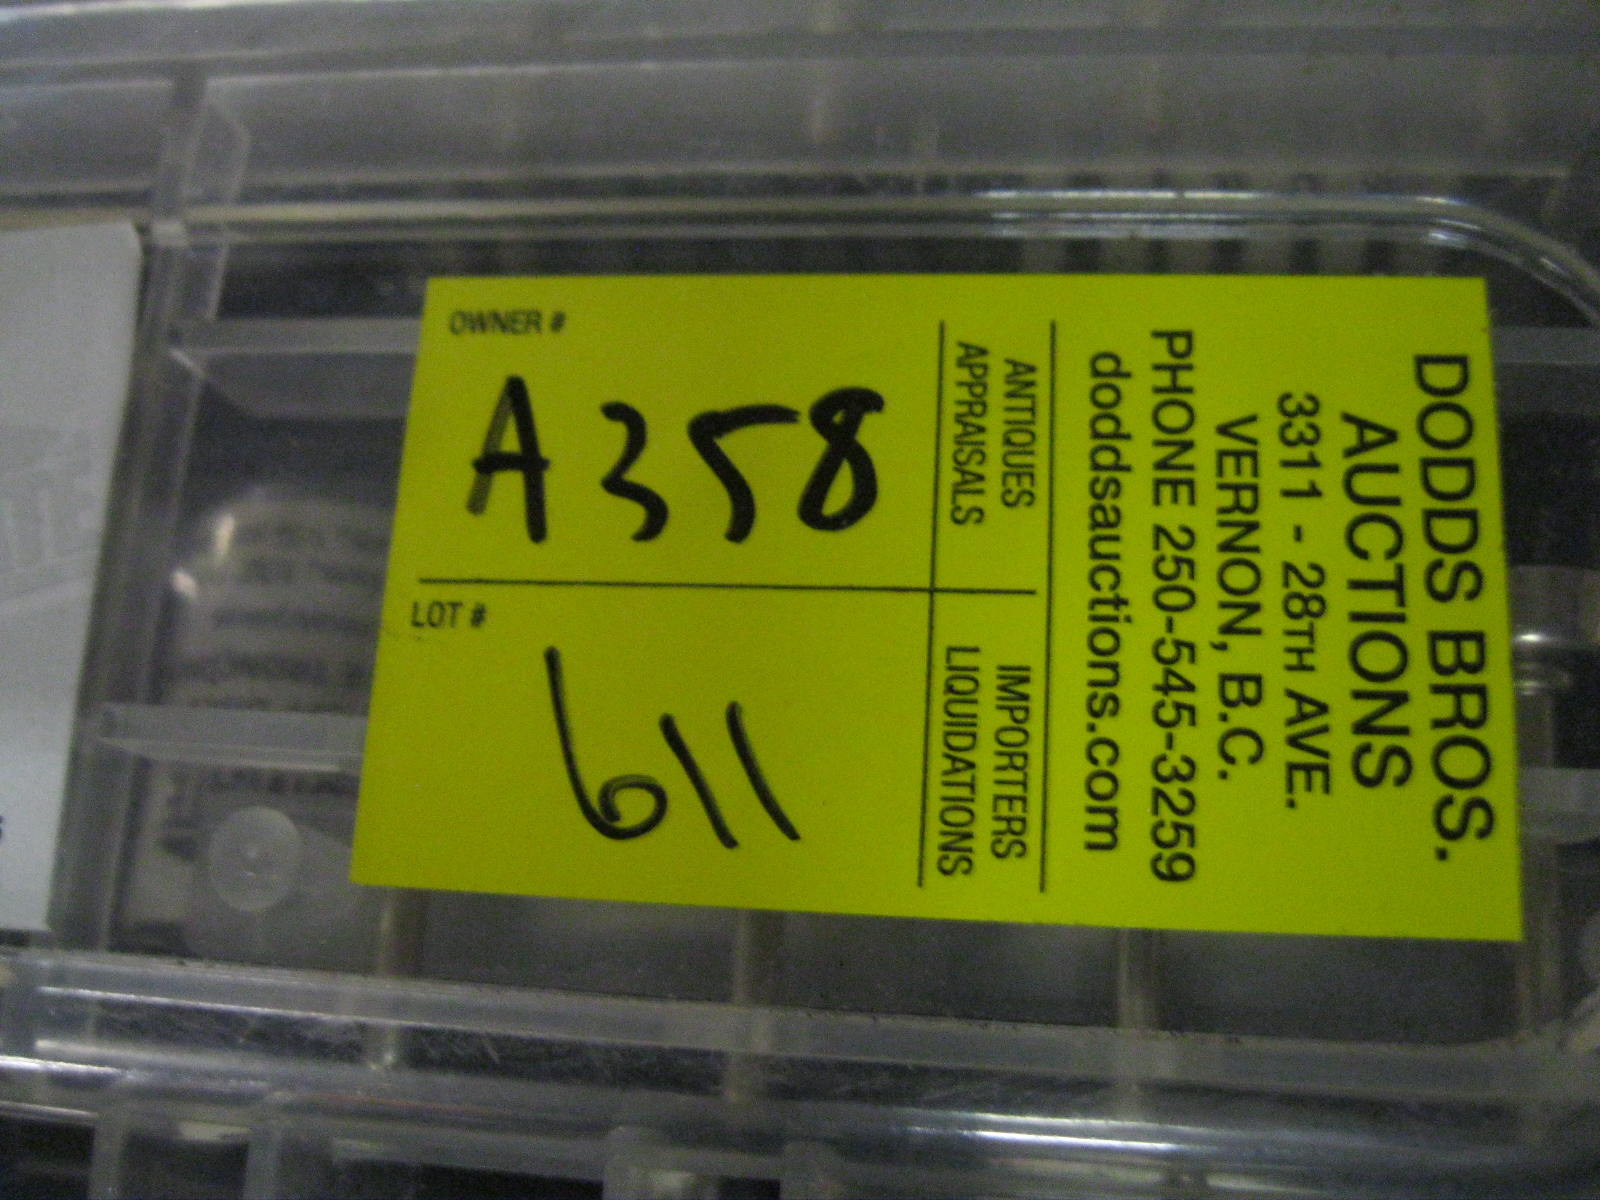 DODDS BROS.
AUCTIONS
3311 - 28TH AVE.
VERNON, B.C.
PHONE 250-545-3259
doddsauctions.com
ANTIQUES
APPRAISALS
IMPORTERS
LIQUIDATIONS
OWNER #
A358
LOT #
611